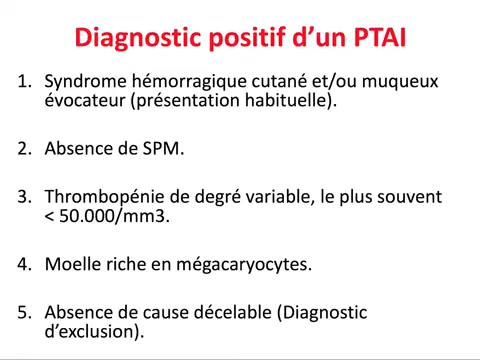 Diagnostic positif d'un PTAI
1. Syndrome hémorragique cutané et/ou muqueux
évocateur (présentation habituelle).
2. Absence de SPM.
3. Thrombopénie de degré variable, le plus souvent
< 50.000/mm3.
4. Moelle riche en mégacaryocytes.
5. Absence de cause décelable (Diagnostic
d'exclusion).